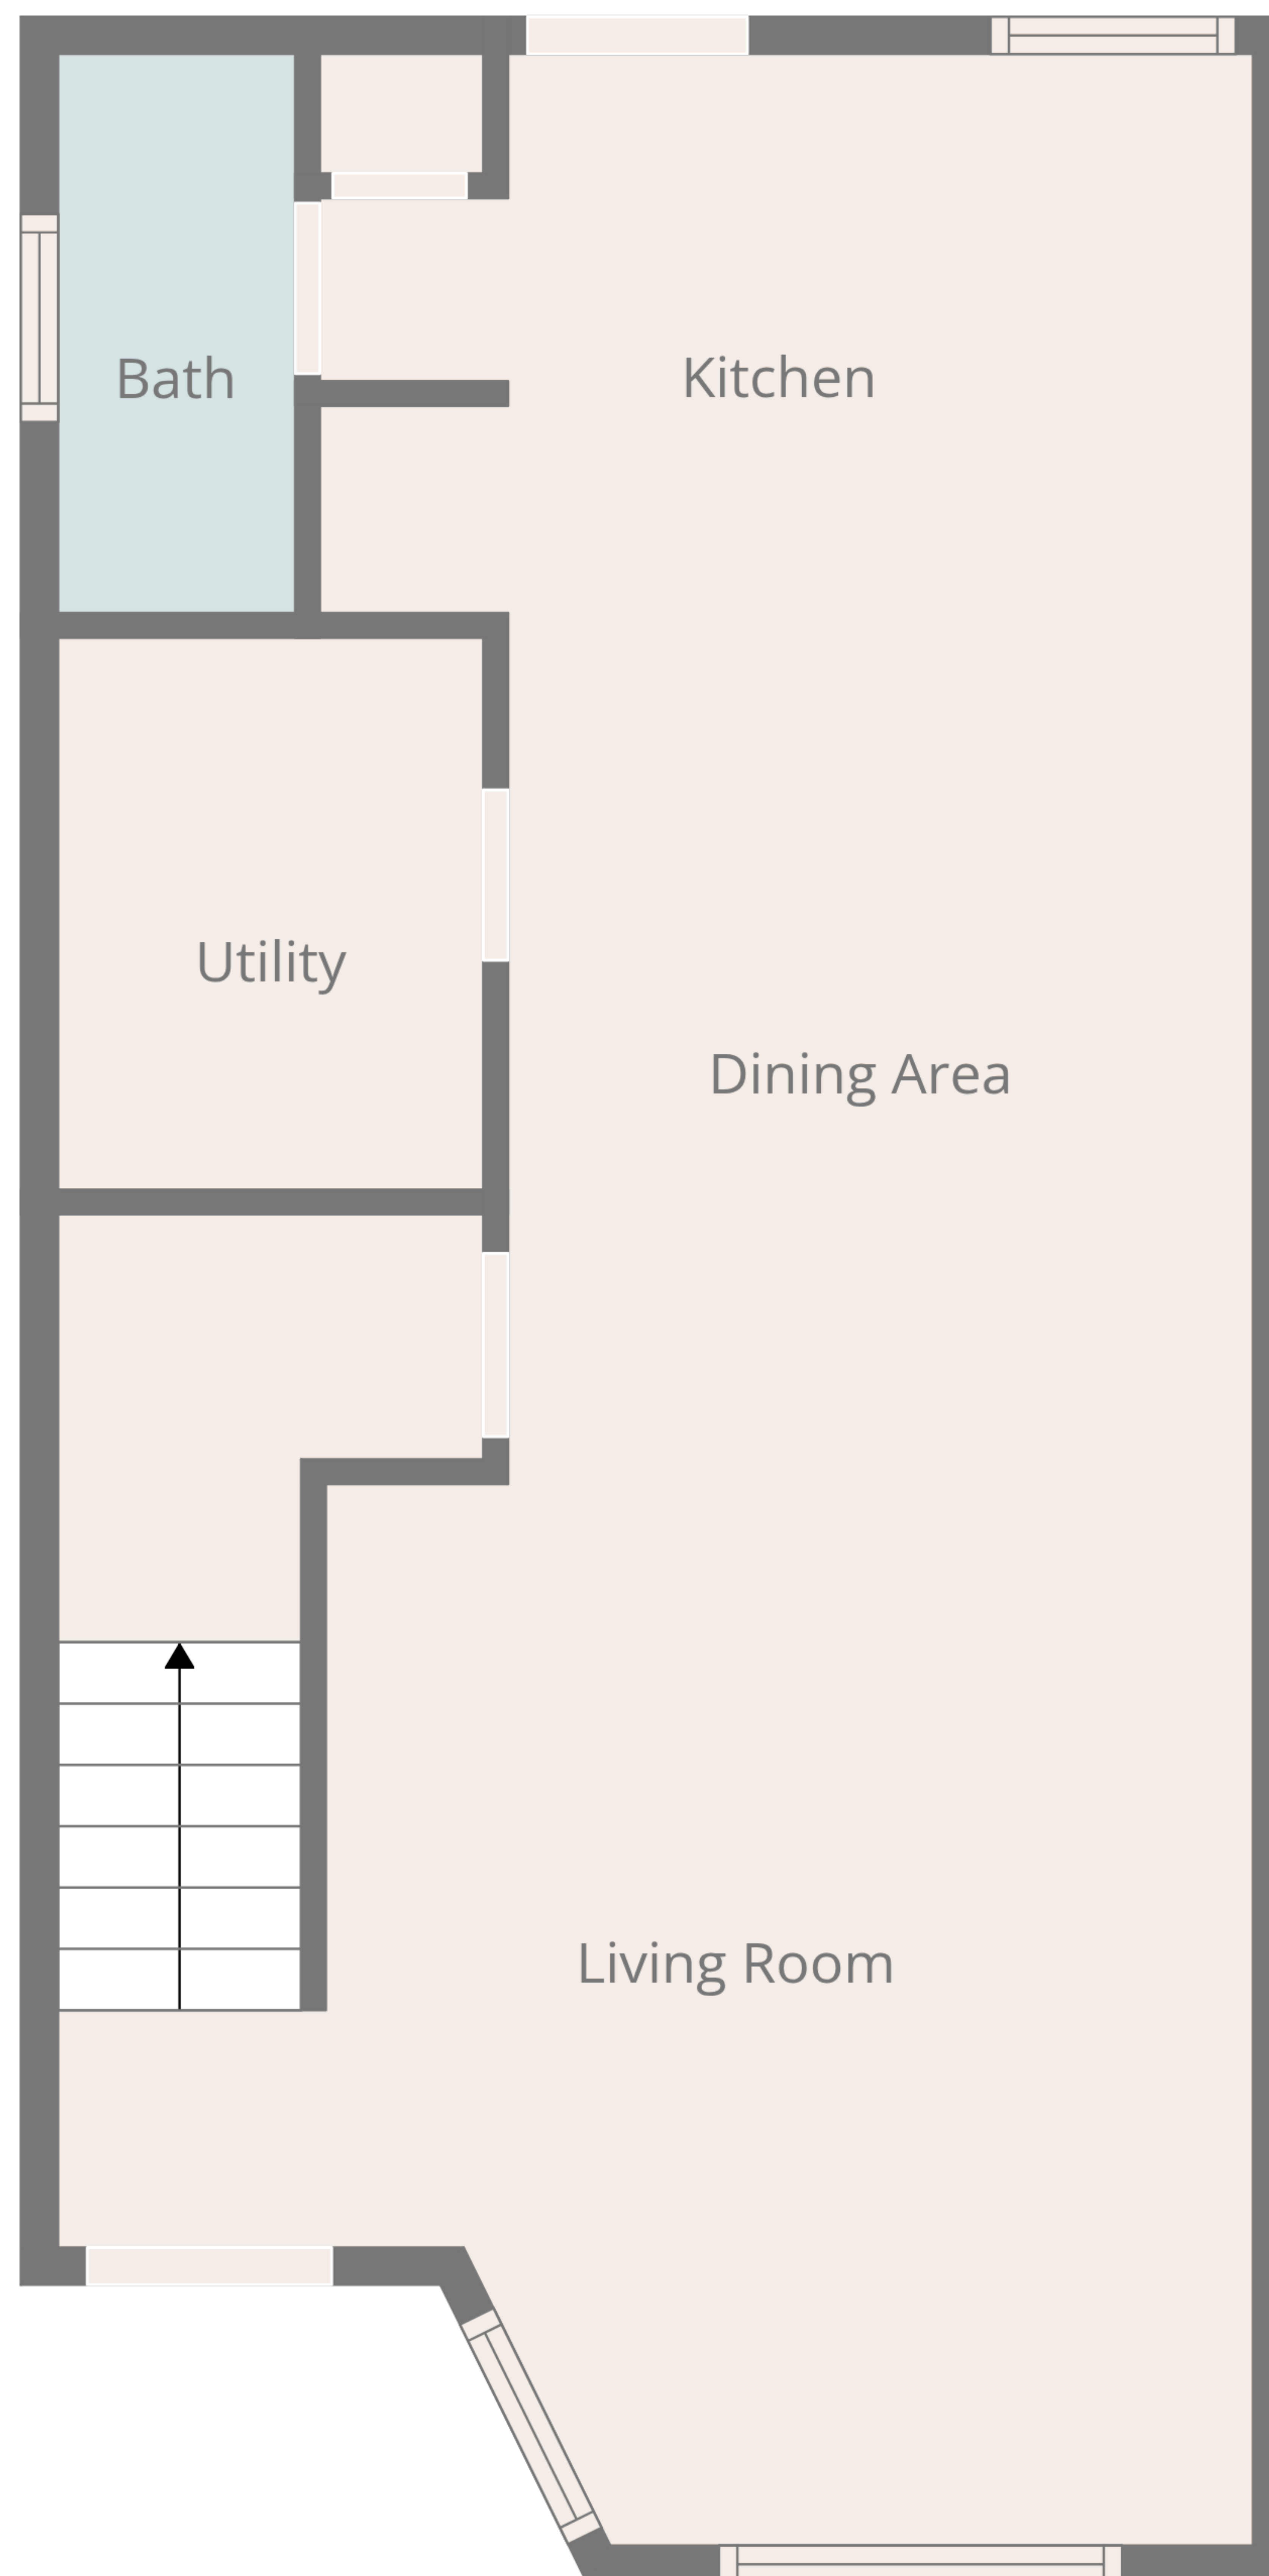 Bath
Kitchen
Utility
Dining Area
Living Room